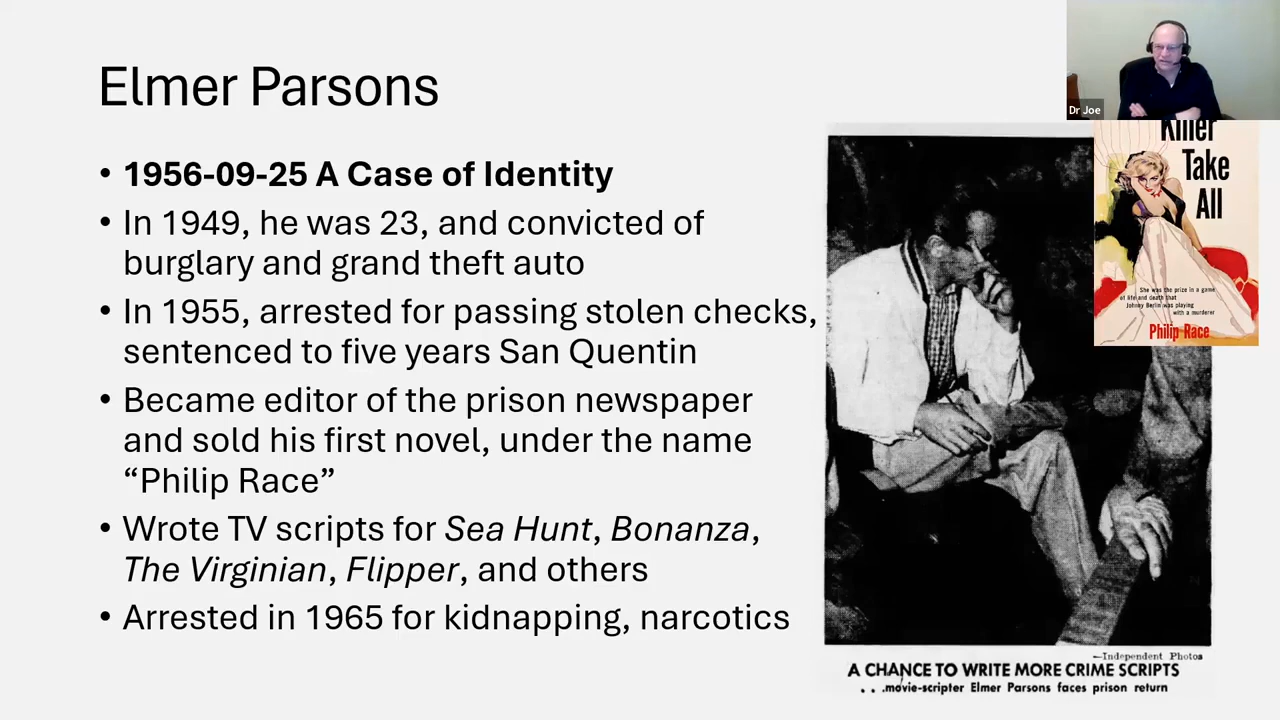 Elmer Parsons
• 1956-09-25 A Case of Identity
• In 1949, he was 23, and convicted of
burglary and grand theft auto
• In 1955, arrested for passing stolen checks,
sentenced to five years San Quentin
• Became editor of the prison newspaper
and sold his first novel, under the name
“Philip Race”
• Wrote TV scripts for Sea Hunt, Bonanza,
The Virginian, Flipper, and others
• Arrested in 1965 for kidnapping, narcotics
Dr Joe
Killer
Take
All
She was the prize in a game
of life and death that
Johnny Berlin was playing
with a murderer
Philip Race
—Independent Photos
A CHANCE TO WRITE MORE CRIME SCRIPTS
. . .movie-scripter Elmer Parsons faces prison return